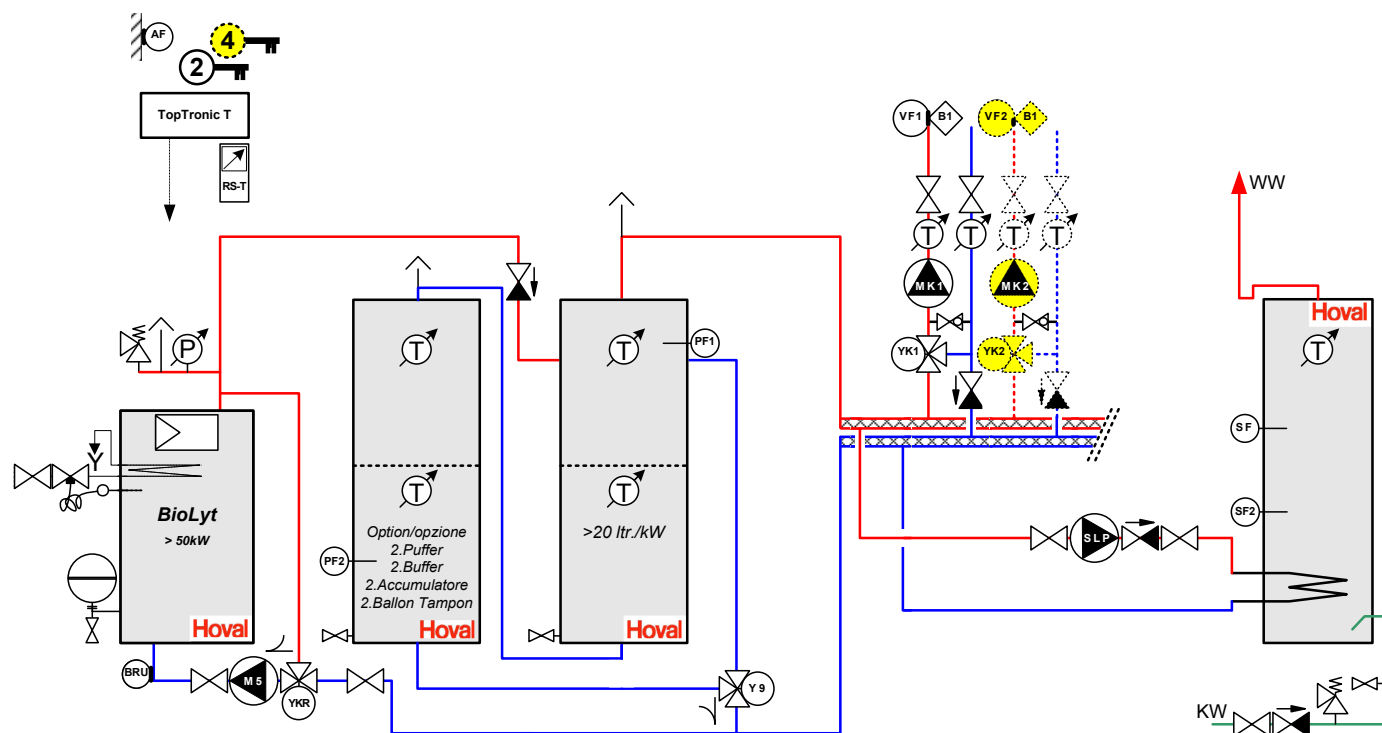 AF
4
2
TopTronic T
RS-T
VF1
B1
VF2
B1
WW
T
T
T
T
MK1
MK2
Hoval
P
T
T
PF1
YK1
YK2
T
SF
T
T
BioLyt
> 50kW
Option/opzione
2.Puffer
2.Buffer
2.Accumulatore
2.Ballon Tampon
>20 ltr./kW
SF2
SLP
PF2
Hoval
Hoval
Hoval
BRU
M5
YKR
Y9
KW